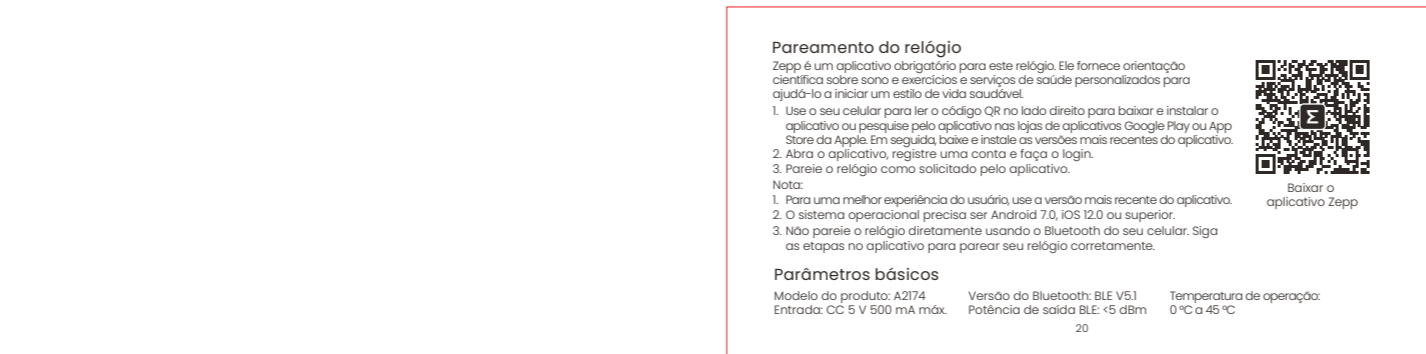 Pareamento do relógio
Zepp é um aplicativo obrigatório para este relógio. Ele fornece orientação
científica sobre sono e exercícios e serviços de saúde personalizados para
ajudá-lo a iniciar um estilo de vida saudável.
1. Use o seu celular para ler o código QR no lado direito para baixar e instalar o
aplicativo ou pesquise pelo aplicativo nas lojas de aplicativos Google Play ou App
Store da Apple. Em seguida, baixe e instale as versões mais recentes do aplicativo.
2. Abra o aplicativo, registre uma conta e faça o login.
3. Pareie o relógio como solicitado pelo aplicativo.
Nota:
1. Para uma melhor experiência do usuário, use a versão mais recente do aplicativo.
2. O sistema operacional precisa ser Android 7.0, iOS 12.0 ou superior.
3. Não pareie o relógio diretamente usando o Bluetooth do seu celular. Siga
as etapas no aplicativo para parear seu relógio corretamente.
Baixar o
aplicativo Zepp
Parâmetros básicos
Modelo do produto: A2174
Entrada: CC 5 V 500 mA máx.
Versão do Bluetooth: BLE V5.1
Potência de saída BLE: <5 dBm
Temperatura de operação:
0 ºC a 45 ºC
20